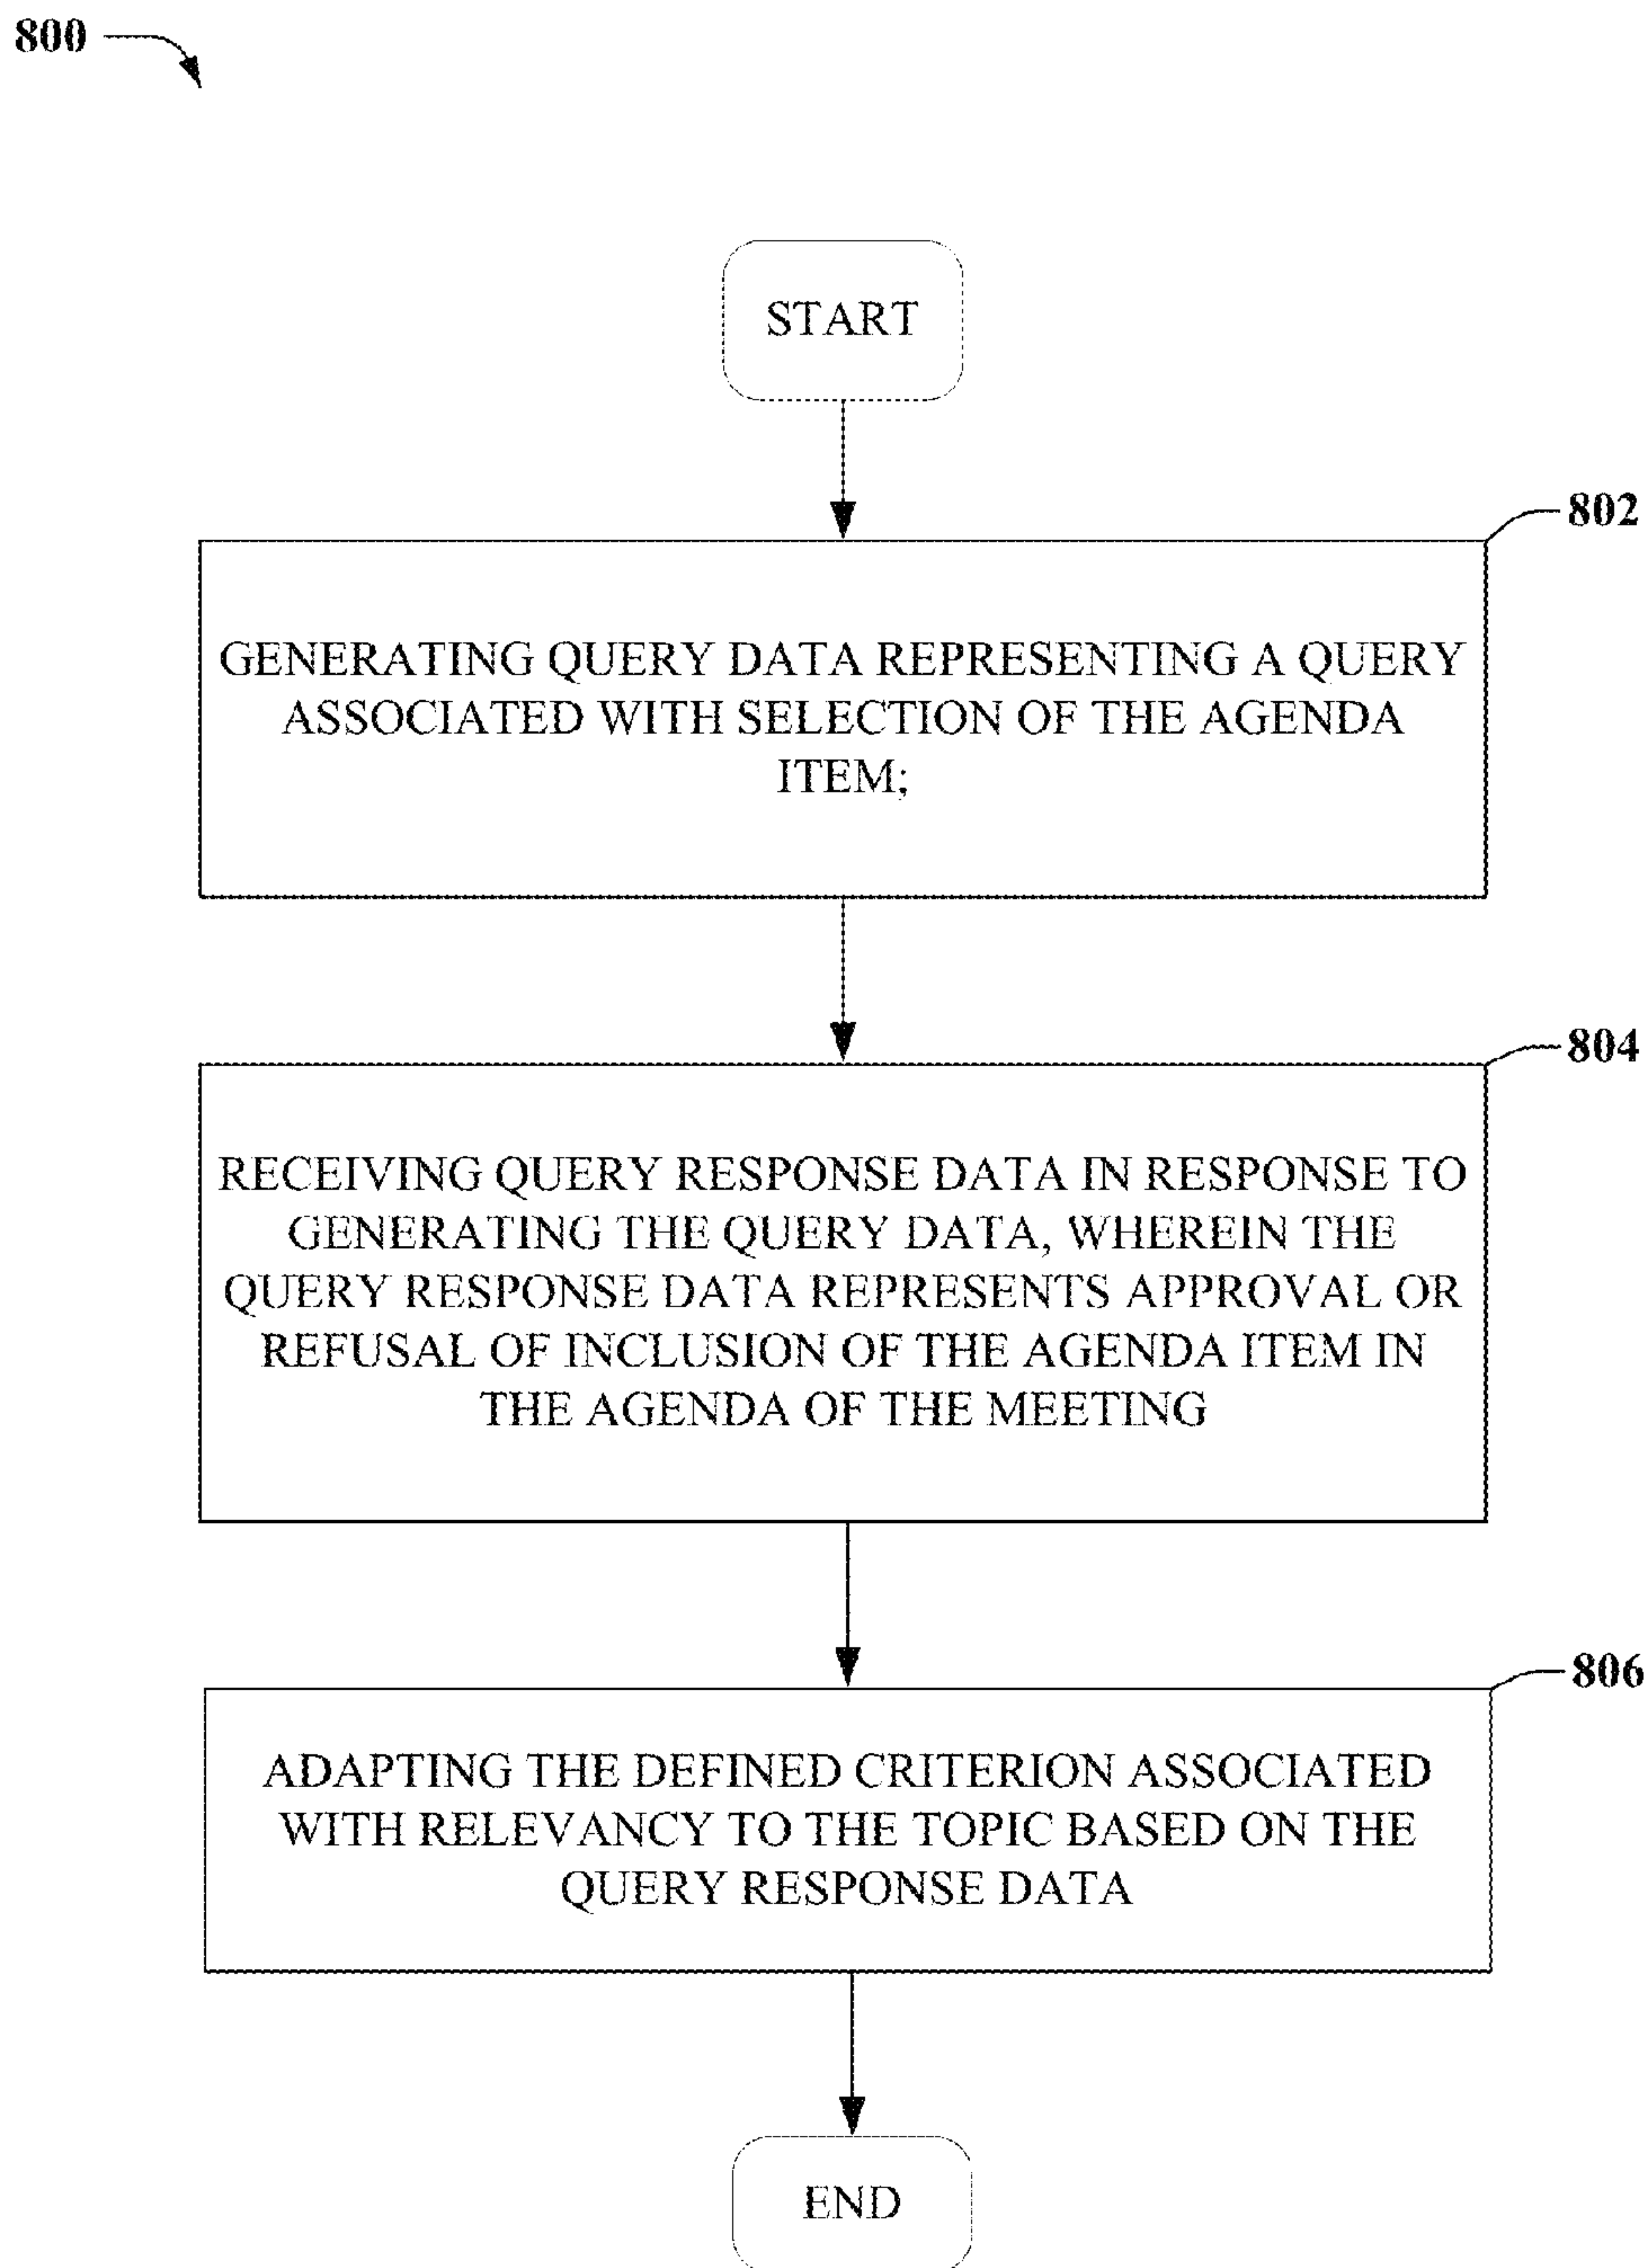 800
START
802
GENERATING QUERY DATA REPRESENTING A QUERY
ASSOCIATED WITH SELECTION OF THE AGENDA
ITEM;
804
RECEIVING QUERY RESPONSE DATA IN RESPONSE TO
GENERATING THE QUERY DATA, WHEREIN THE
QUERY RESPONSE DATA REPRESENTS APPROVAL OR
REFUSAL OF INCLUSION OF THE AGENDA ITEM IN
THE AGENDA OF THE MEETING
806
ADAPTING THE DEFINED CRITERION ASSOCIATED
WITH RELEVANCY TO THE TOPIC BASED ON THE
QUERY RESPONSE DATA
END